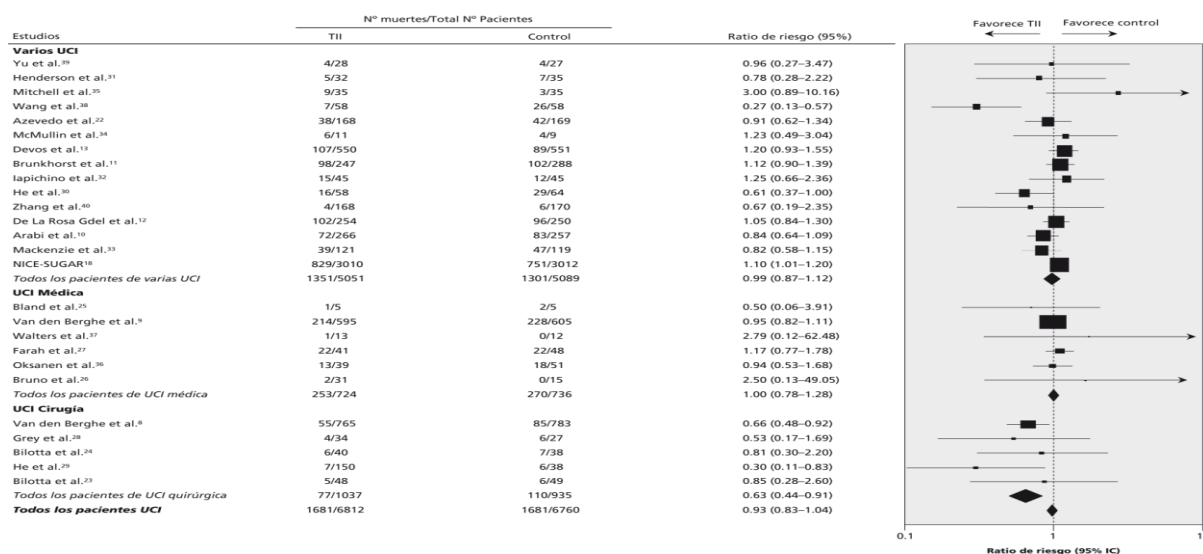 Nº muertes/Total Nº Pacientes
Favorece TII Favorece control
Estudios TII Control Ratio de riesgo (95%)
Varios UCI
Yu et al.³⁹ 4/28 4/27 0.96 (0.27–3.47)
Henderson et al.³¹ 5/32 7/35 0.78 (0.28–2.22)
Mitchell et al.³⁵ 9/35 3/35 3.00 (0.89–10.16)
Wang et al.³⁸ 7/58 26/58 0.27 (0.13–0.57)
Azevedo et al.²² 38/168 42/169 0.91 (0.62–1.34)
McMullin et al.³⁴ 6/11 4/9 1.23 (0.49–3.04)
Devos et al.¹³ 107/550 89/551 1.20 (0.93–1.55)
Brunkhorst et al.¹¹ 98/247 102/288 1.12 (0.90–1.39)
Iapichino et al.³² 15/45 12/45 1.25 (0.66–2.36)
He et al.³⁰ 16/58 29/64 0.61 (0.37–1.00)
Zhang et al.⁴⁰ 4/168 6/170 0.67 (0.19–2.35)
De La Rosa Gdel et al.¹² 102/254 96/250 1.05 (0.84–1.30)
Arabi et al.¹⁰ 72/266 83/257 0.84 (0.64–1.09)
Mackenzie et al.³³ 39/121 47/119 0.82 (0.58–1.15)
NICE-SUGAR¹⁸ 829/3010 751/3012 1.10 (1.01–1.20)
Todos los pacientes de varias UCI 1351/5051 1301/5089 0.99 (0.87–1.12)
UCI Médica
Bland et al.²⁵ 1/5 2/5 0.50 (0.06–3.91)
Van den Berghe et al.⁹ 214/595 228/605 0.95 (0.82–1.11)
Walters et al.³⁷ 1/13 0/12 2.79 (0.12–62.48)
Farah et al.²⁷ 22/41 22/48 1.17 (0.77–1.78)
Oksanen et al.³⁶ 13/39 18/51 0.94 (0.53–1.68)
Bruno et al.²⁶ 2/31 0/15 2.50 (0.13-49.05)
Todos los pacientes de UCI médica 253/724 270/736 1.00 (0.78–1.28)
UCI Cirugía
Van den Berghe et al.⁸ 55/765 85/783 0.66 (0.48–0.92)
Grey et al.²⁸ 4/34 6/27 0.53 (0.17–1.69)
Bilotta et al.²⁴ 6/40 7/38 0.81 (0.30–2.20)
He et al.²⁹ 7/150 6/38 0.30 (0.11–0.83)
Bilotta et al.²³ 5/48 6/49 0.85 (0.28–2.60)
Todos los pacientes de UCI quirúrgica 77/1037 110/935 0.63 (0.44–0.91)
Todos los pacientes UCI 1681/6812 1681/6760 0.93 (0.83–1.04)
0.1 1 1
Ratio de riesgo (95% IC)